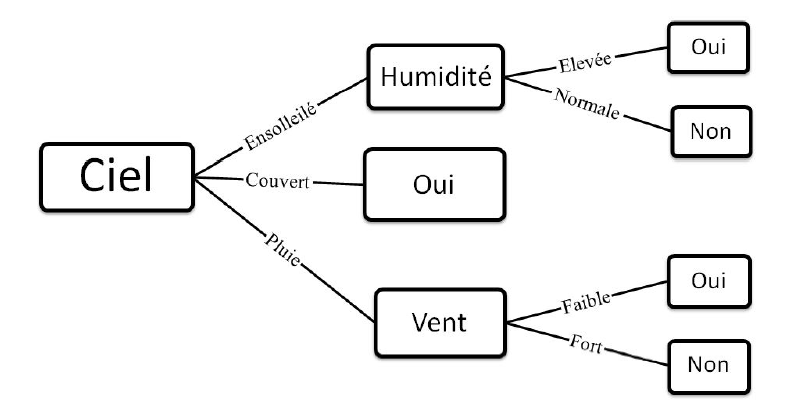 Ciel
Ensolleilé
Humidité
Elevée
Oui
Normale
Non
Couvert
Oui
Pluie
Vent
Faible
Oui
Fort
Non